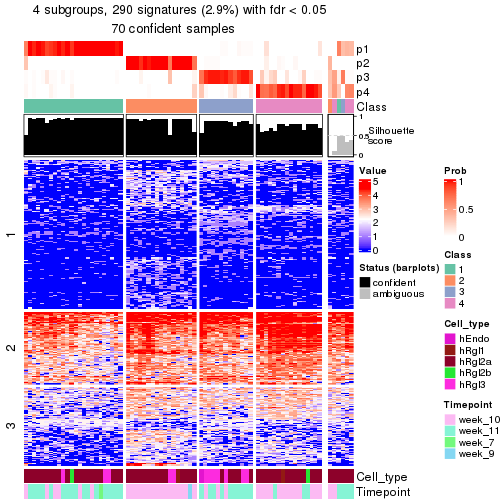 4 subgroups, 290 signatures (2.9%) with fdr < 0.05
70 confident samples
p1
p2
p3
p4
Class
1
0.5
0
Silhouette
score
1
2
3
Cell_type
Timepoint
Value
5
4
3
2
1
0
Status (barplots)
confident
ambiguous
Prob
1
0.5
0
Class
1
2
3
4
Cell_type
hEndo
hRgl1
hRgl2a
hRgl2b
hRgl3
Timepoint
week_10
week_11
week_7
week_9